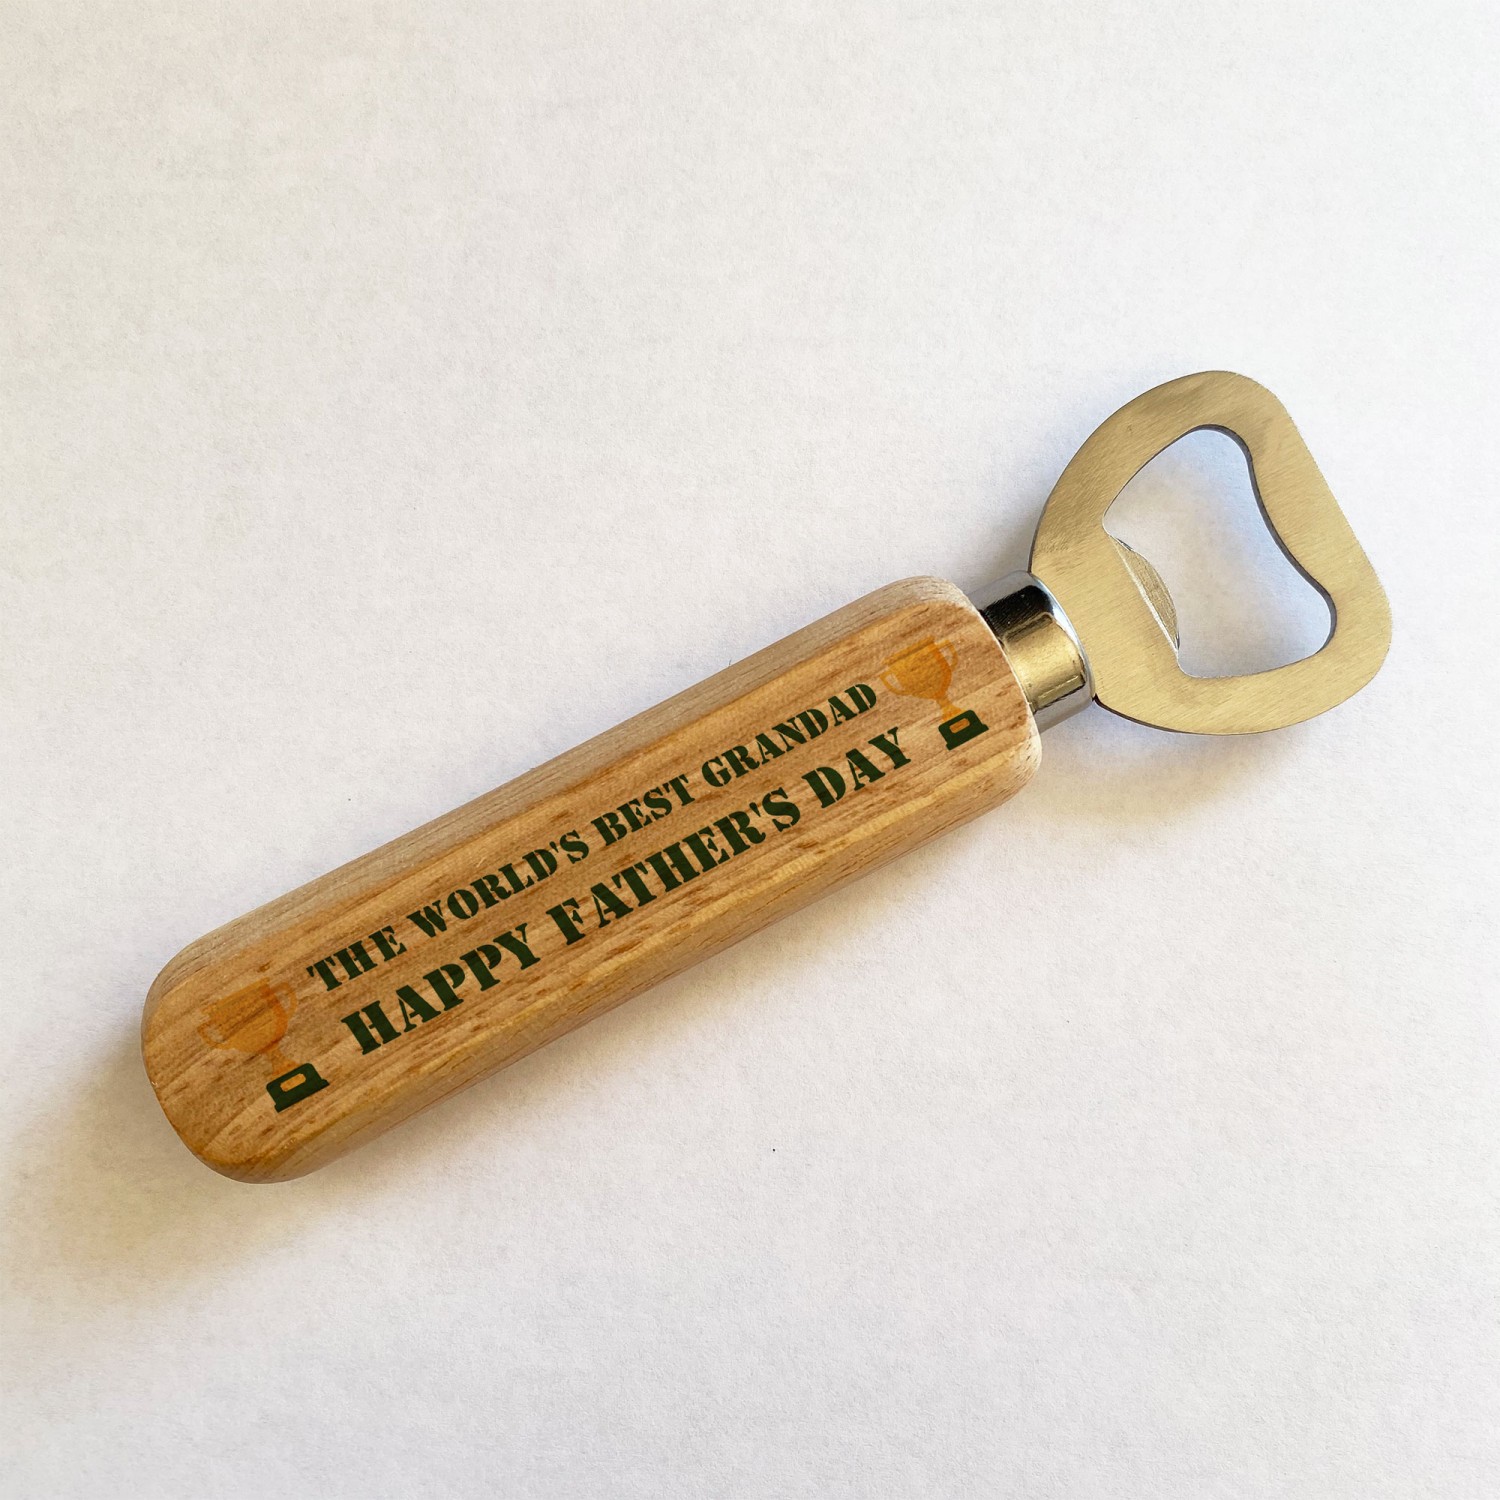 THE WORLD'S BEST GRANDAD
HAPPY FATHER'S DAY